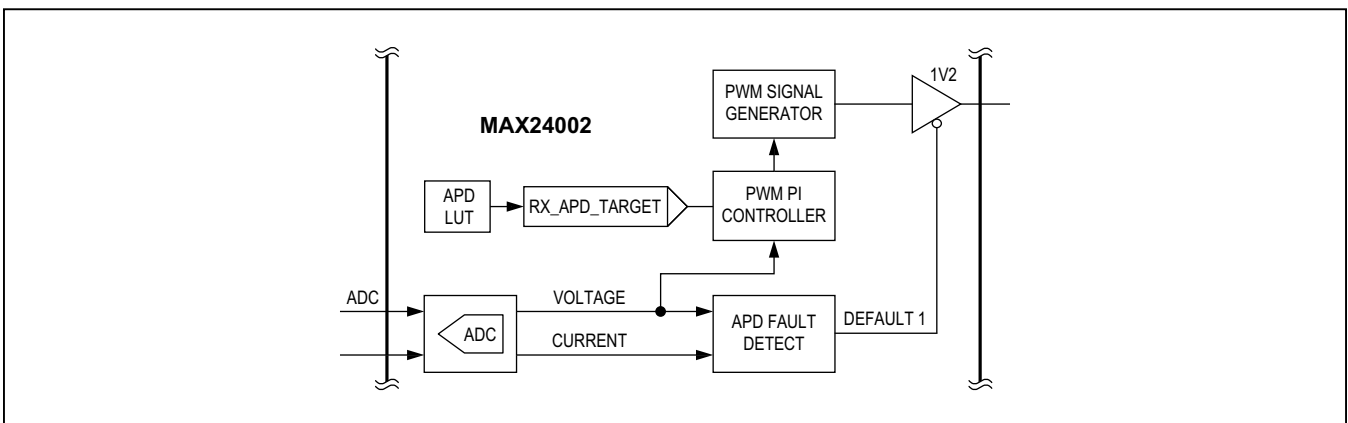 1V2
PWM SIGNAL
GENERATOR
MAX24002
APD
LUT
RX_APD_TARGET
PWM PI
CONTROLLER
ADC
ADC
VOLTAGE
CURRENT
APD FAULT
DETECT
DEFAULT 1